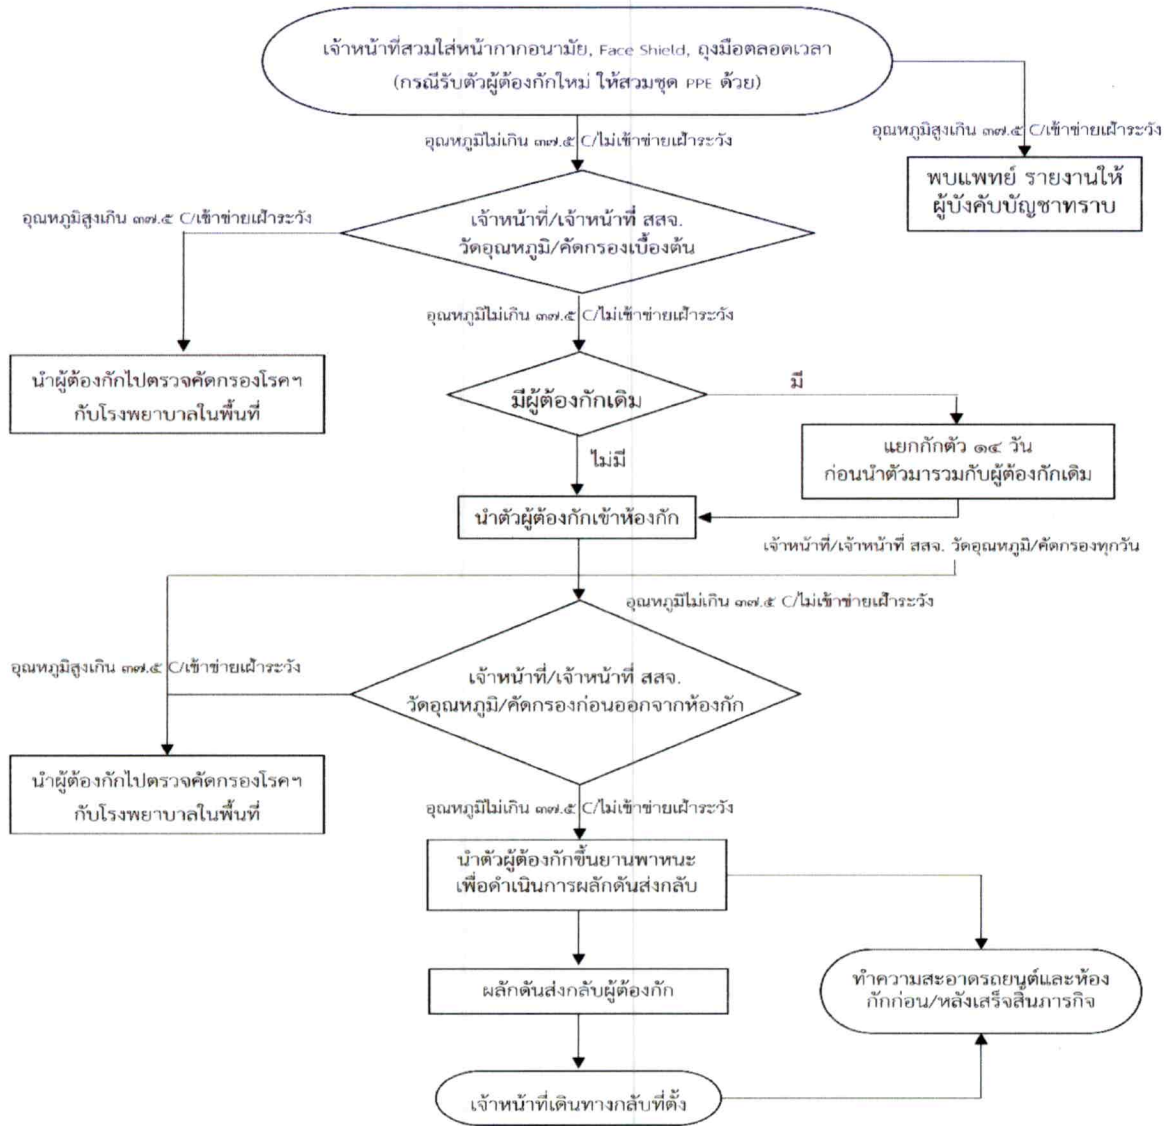 เจ้าหน้าที่สวมใส่หน้ากากอนามัย, Face Shield, ถุงมือตลอดเวลา
(กรณีรับตัวผู้ต้องกักใหม่ ให้สวมชุด PPE ด้วย)
อุณหภูมิสูงเกิน ๓๗.๕ C/เข้าข่ายเฝ้าระวัง
อุณหภูมิไม่เกิน ๓๗.๕ C/ไม่เข้าข่ายเฝ้าระวัง
พบแพทย์ รายงานให้
ผู้บังคับบัญชาทราบ
อุณหภูมิสูงเกิน ๓๗.๕ C/เข้าข่ายเฝ้าระวัง
เจ้าหน้าที่/เจ้าหน้าที่ สสจ.
วัดอุณหภูมิ/คัดกรองเบื้องต้น
อุณหภูมิไม่เกิน ๓๗.๕ C/ไม่เข้าข่ายเฝ้าระวัง
นำผู้ต้องกักไปตรวจคัดกรองโรคฯ
กับโรงพยาบาลในพื้นที่
มีผู้ต้องกักเดิม
มี
แยกกักตัว ๑๔ วัน
ก่อนนำตัวมารวมกับผู้ต้องกักเดิม
ไม่มี
นำตัวผู้ต้องกักเข้าห้องกัก
เจ้าหน้าที่/เจ้าหน้าที่ สสจ. วัดอุณหภูมิ/คัดกรองทุกวัน
อุณหภูมิไม่เกิน ๓๗.๕ C/ไม่เข้าข่ายเฝ้าระวัง
อุณหภูมิสูงเกิน ๓๗.๕ C/เข้าข่ายเฝ้าระวัง
เจ้าหน้าที่/เจ้าหน้าที่ สสจ.
วัดอุณหภูมิ/คัดกรองก่อนออกจากห้องกัก
นำผู้ต้องกักไปตรวจคัดกรองโรคฯ
กับโรงพยาบาลในพื้นที่
อุณหภูมิไม่เกิน ๓๗.๕ C/ไม่เข้าข่ายเฝ้าระวัง
นำตัวผู้ต้องกักขึ้นยานพาหนะ
เพื่อดำเนินการผลักดันส่งกลับ
ผลักดันส่งกลับผู้ต้องกัก
ทำความสะอาดรถยนต์และห้อง
กักก่อน/หลังเสร็จสิ้นภารกิจ
เจ้าหน้าที่เดินทางกลับที่ตั้ง